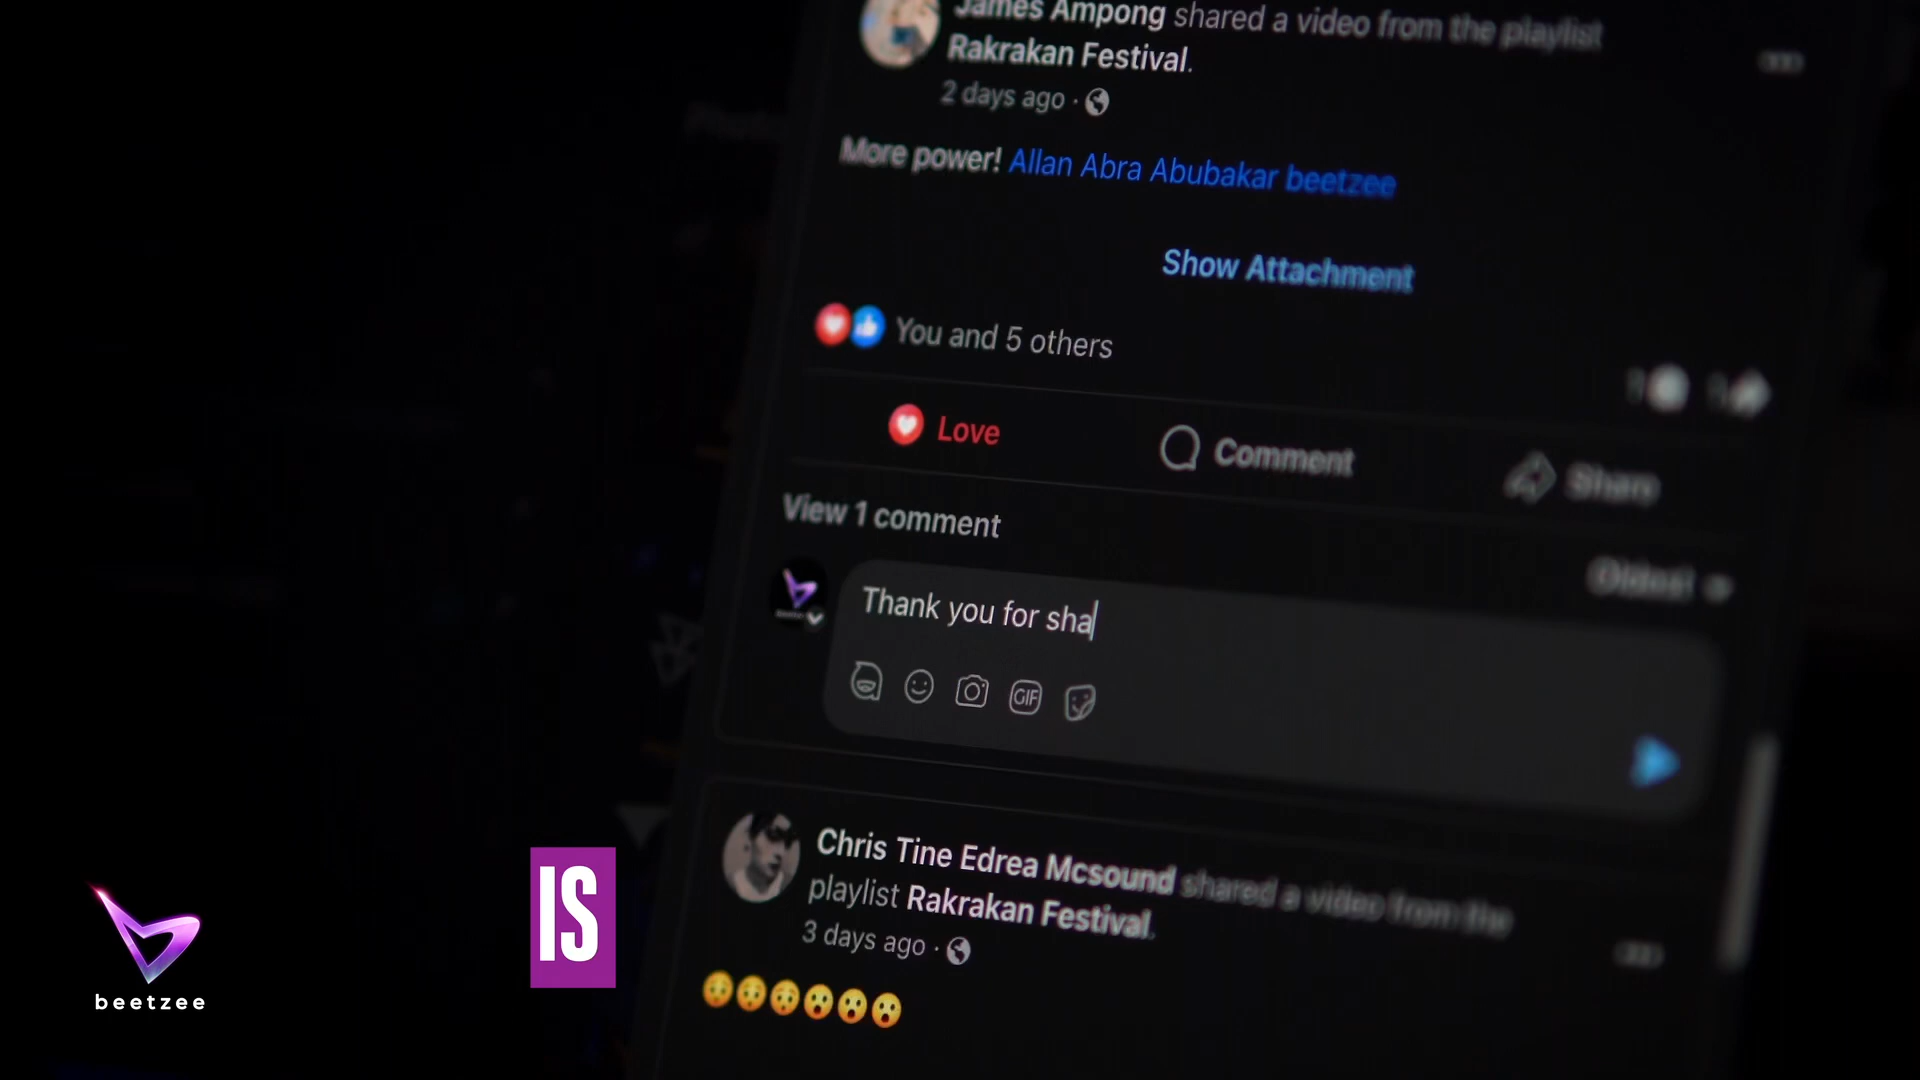 James Ampong shared a video from the playlist
Rakrakan Festival.
2 days ago ·
More power! Allan Abra Abubakar beetzee
Show Attachment
You and 5 others
Love
Comment
Share
View 1 comment
Oldest
Thank you for sha
GIF
Chris Tine Edrea Mcsound shared a video from the
playlist Rakrakan Festival.
3 days ago ·
IS
beetzee